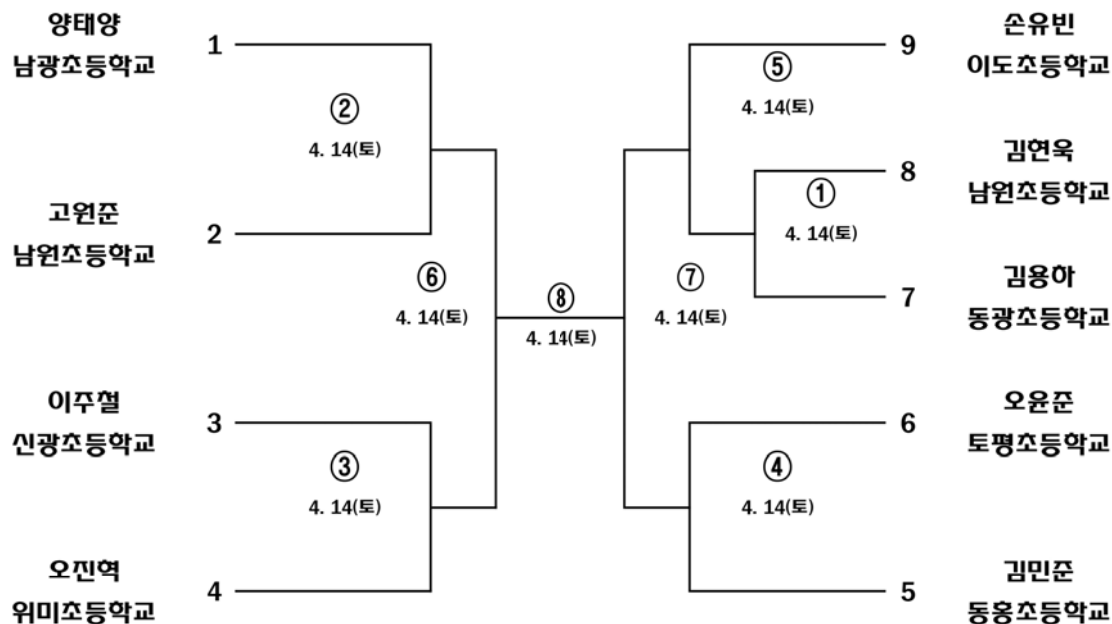 양태양
남광초등학교
1
②
4. 14(토)
고원준
남원초등학교
2
⑥
4. 14(토)
이주철
신광초등학교
3
③
4. 14(토)
오진혁
위미초등학교
4
⑧
4. 14(토)
손유빈
이도초등학교
9
⑤
4. 14(토)
김현욱
남원초등학교
8
①
4. 14(토)
김용하
동광초등학교
7
⑦
4. 14(토)
오윤준
토평초등학교
6
④
4. 14(토)
김민준
동홍초등학교
5